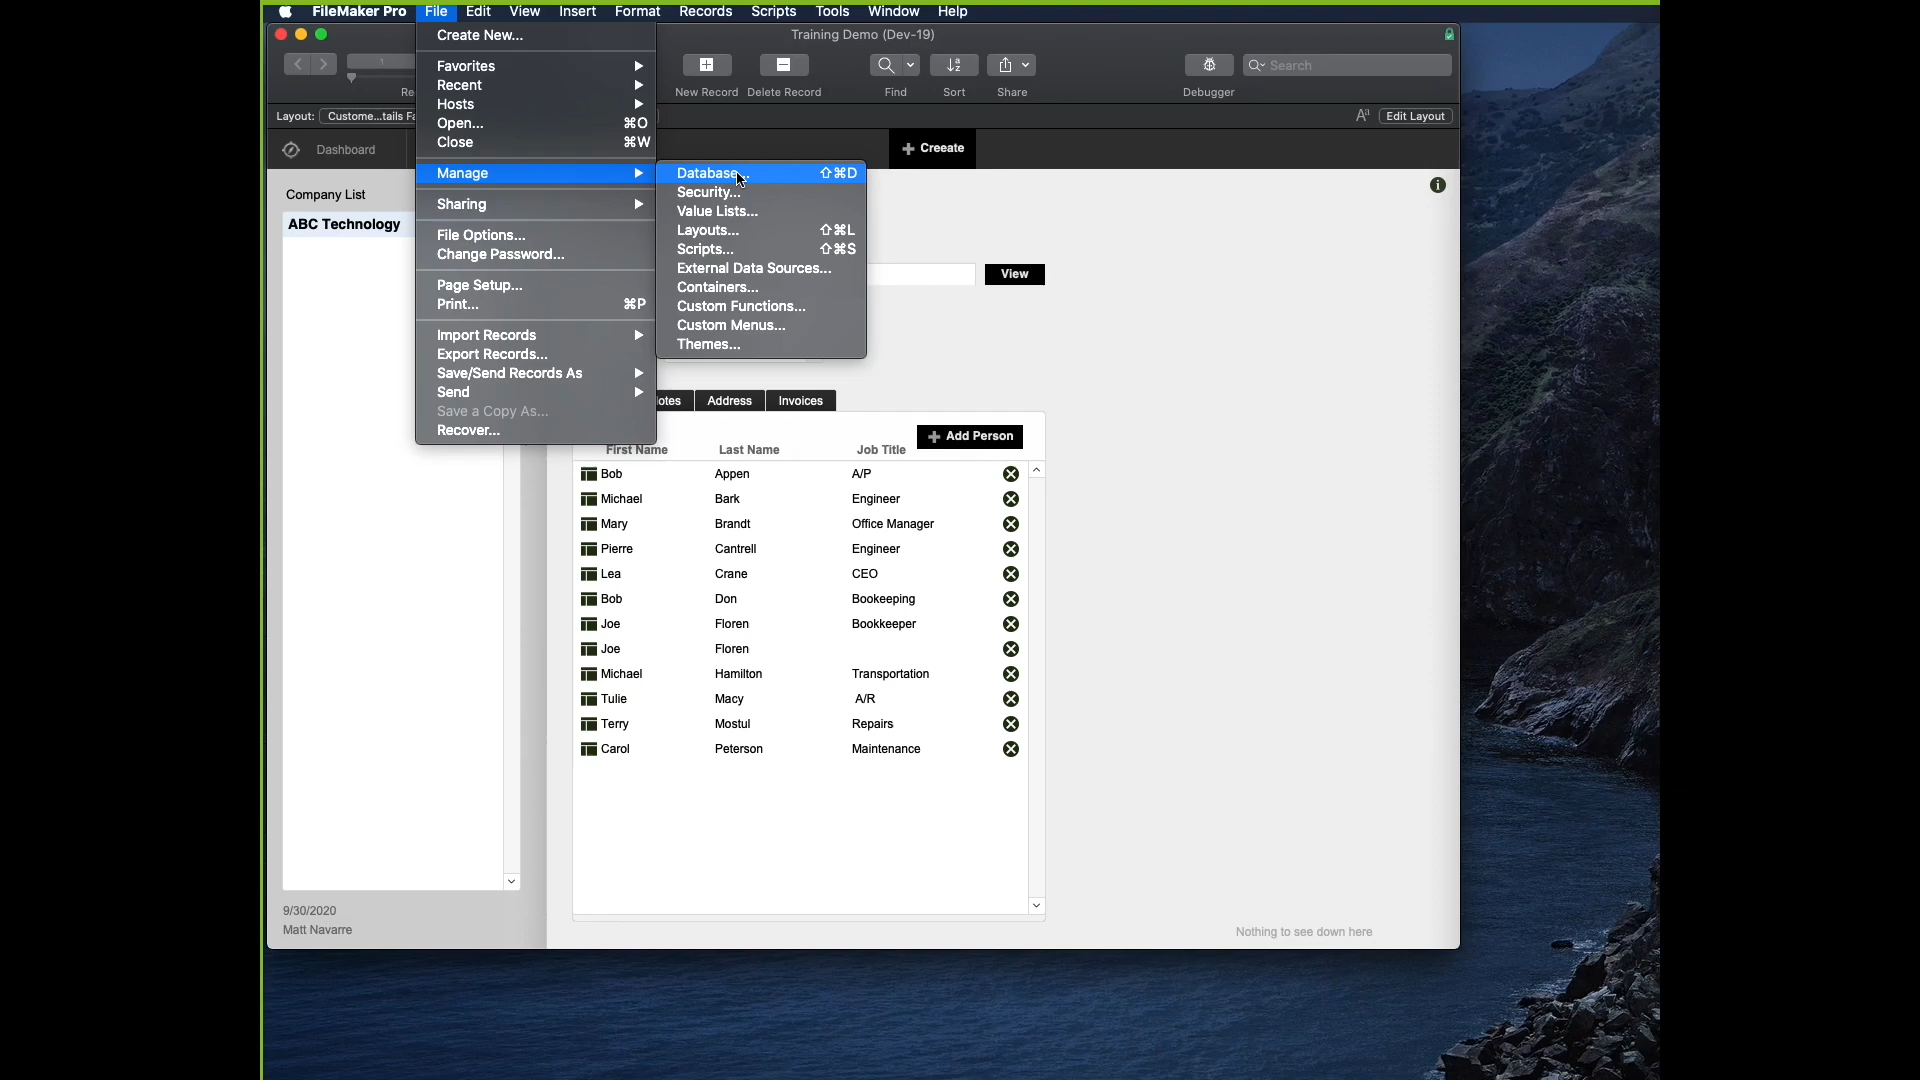 FileMaker Pro File Edit View Insert Format Records Scripts Tools Window Help
Training Demo (Dev-19)
Create New...
Favorites
Recent
Hosts
Open... ⌘O
Close ⌘W
Manage
Sharing
File Options...
Change Password...
Page Setup...
Print... ⌘P
Import Records
Export Records...
Save/Send Records As
Send
Save a Copy As...
Recover...
Database... ⇧⌘D
Security...
Value Lists...
Layouts... ⇧⌘L
Scripts... ⇧⌘S
External Data Sources...
Containers...
Custom Functions...
Custom Menus...
Themes...
1
New Record Delete Record Find Sort Share Debugger
Search
Layout: Custome...tails Fa
Aa Edit Layout
Dashboard
+ Creeate
Company List
ABC Technology
View
otes Address Invoices
+ Add Person
First Name Last Name Job Title
Bob Appen A/P
Michael Bark Engineer
Mary Brandt Office Manager
Pierre Cantrell Engineer
Lea Crane CEO
Bob Don Bookeeping
Joe Floren Bookkeeper
Joe Floren
Michael Hamilton Transportation
Tulie Macy A/R
Terry Mostul Repairs
Carol Peterson Maintenance
9/30/2020
Matt Navarre
Nothing to see down here